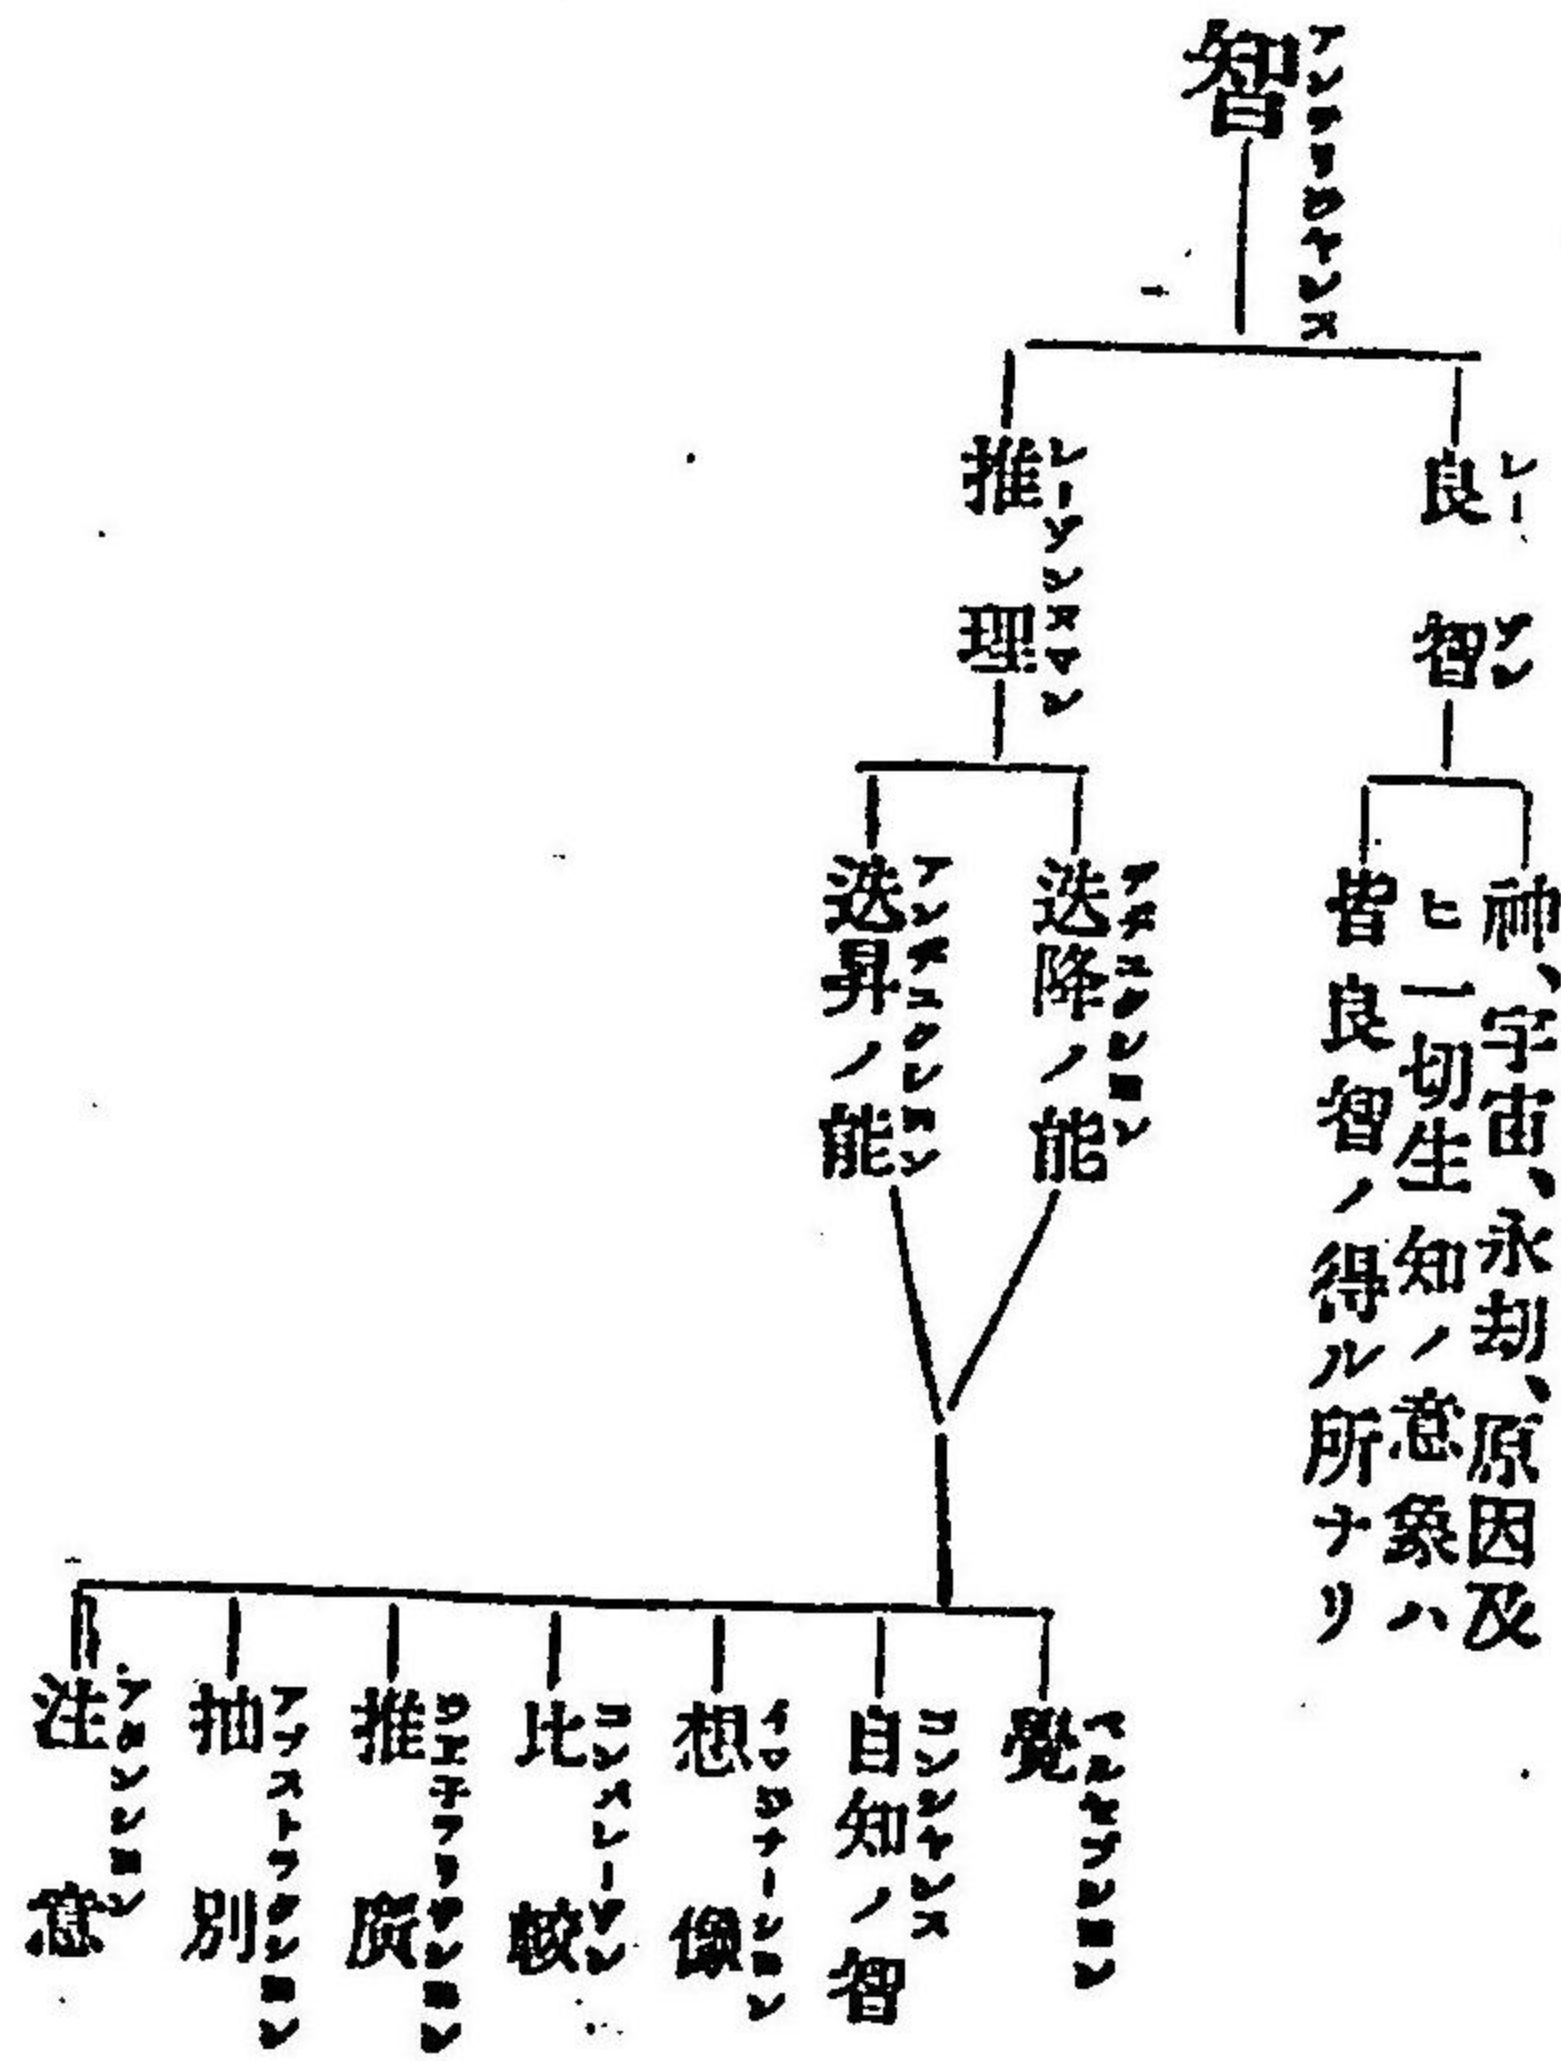 智
アンテリジヤンス
良智
レーゾン
神、宇宙、永刧、原因及
ヒ一切生知ノ意象ハ
皆良智ノ得ル所ナリ
推理
レーゾンヌマン
迭降ノ能
デヂユクシヨン
迭昇ノ能
アンヂユクシヨン
覺
ペルセプシヨン
自知ノ智
コンシヤンス
想像
イマジナーシヨン
比較
コンパレーゾン
推廣
ジエネラリザシヨン
抽別
アプストラクシヨン
注意
アタンシヨン